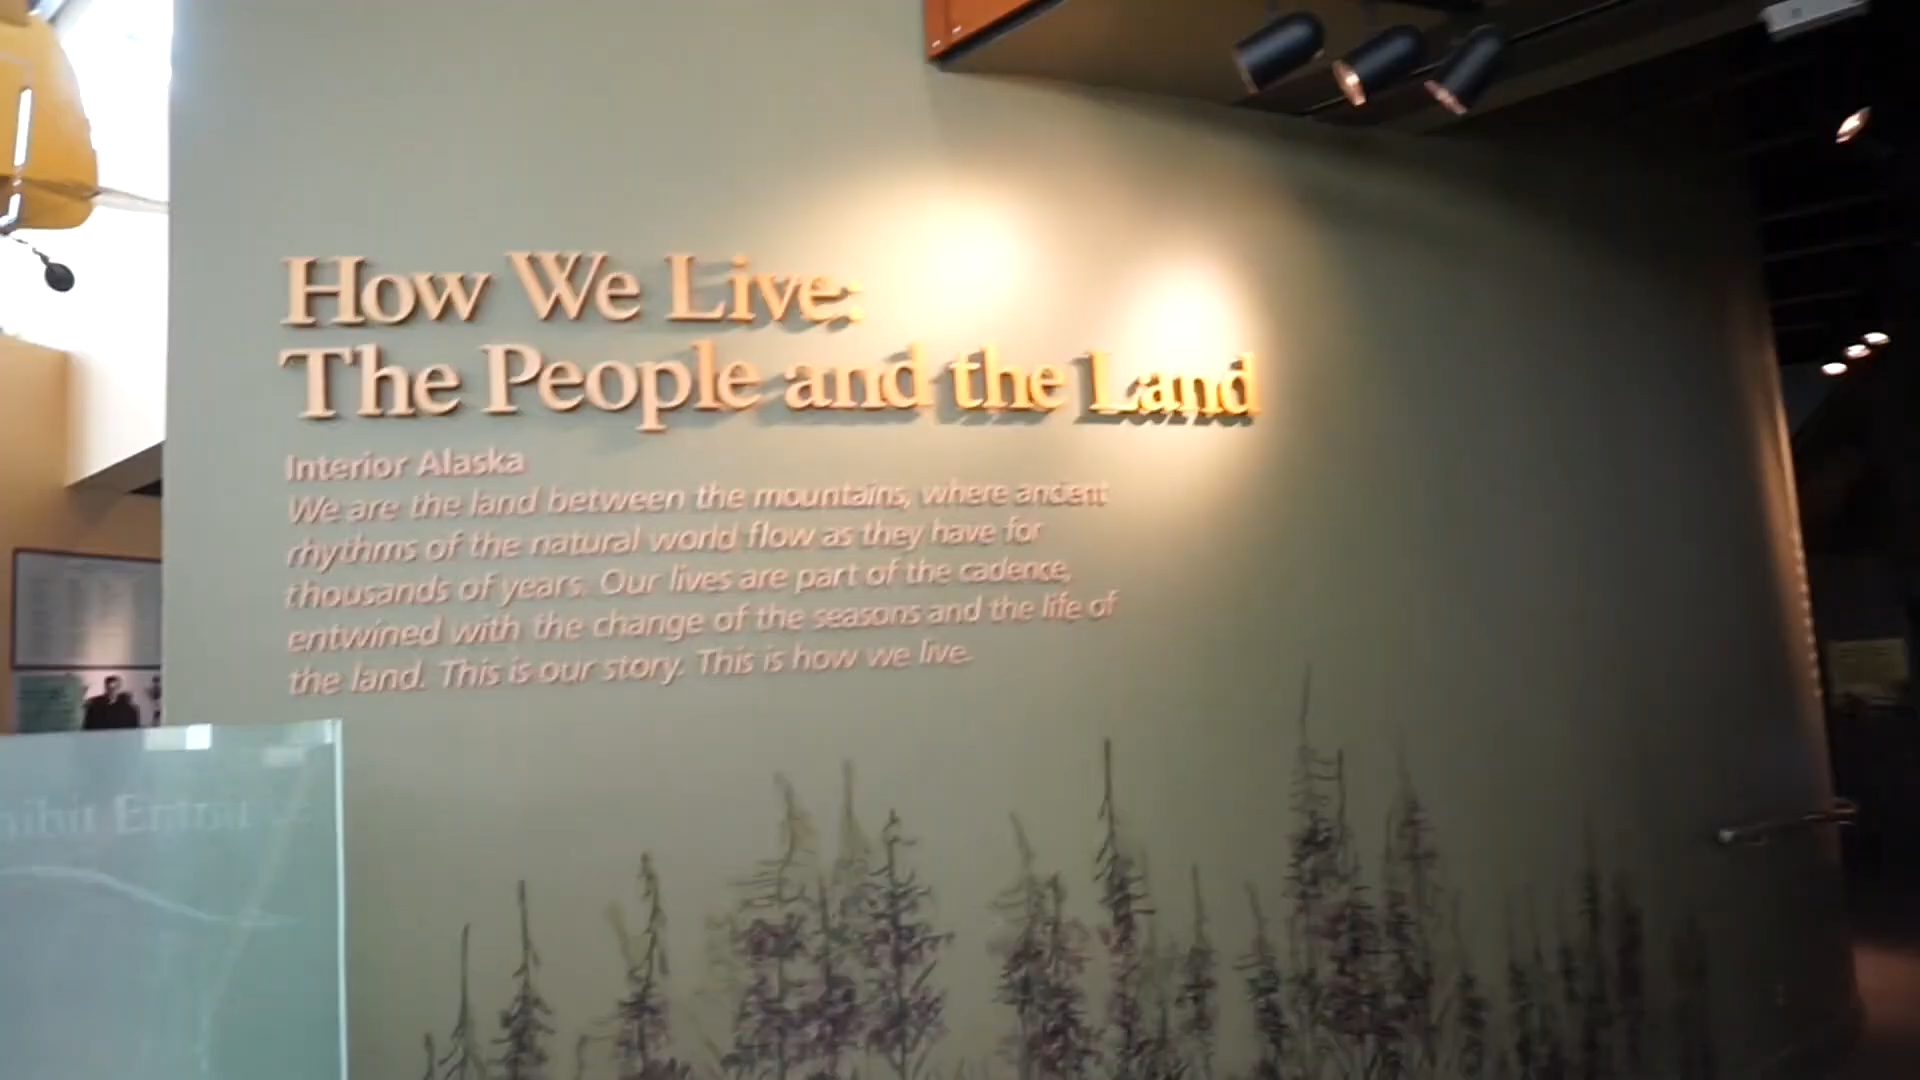 How We Live:
The People and the Land
Interior Alaska
We are the land between the mountains, where ancient
rhythms of the natural world flow as they have for
thousands of years. Our lives are part of the cadence,
entwined with the change of the seasons and the life of
the land. This is our story. This is how we live.